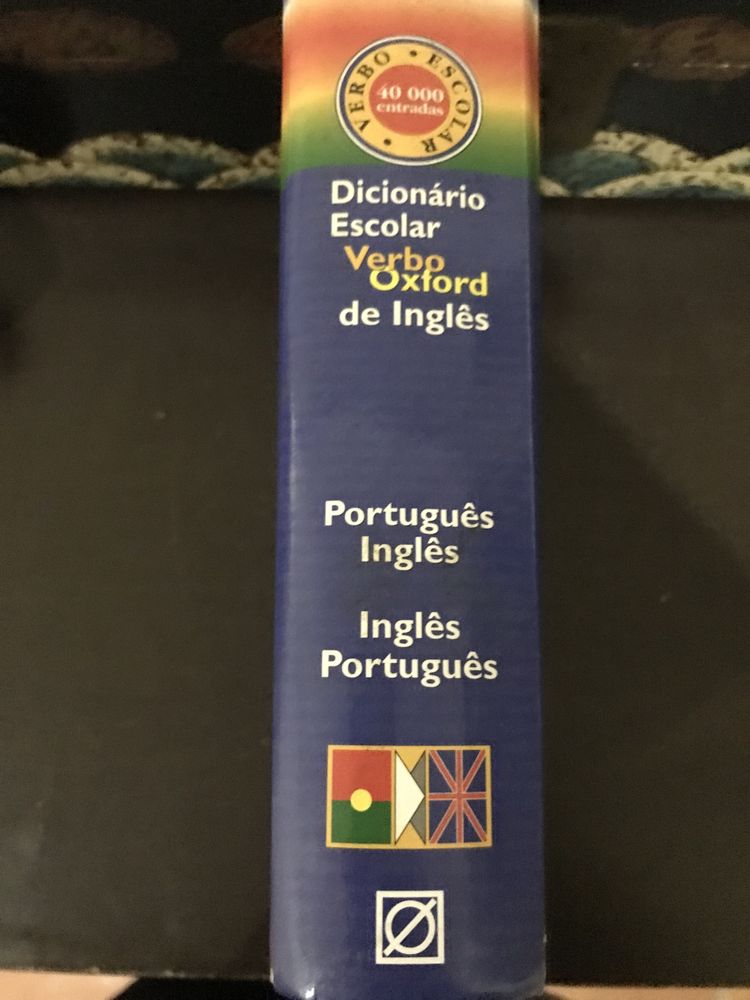 VERBO • ESCOLAR •
40 000
entradas
Dicionário
Escolar
Verbo
Oxford
de Inglês
Português
Inglês
Inglês
Português